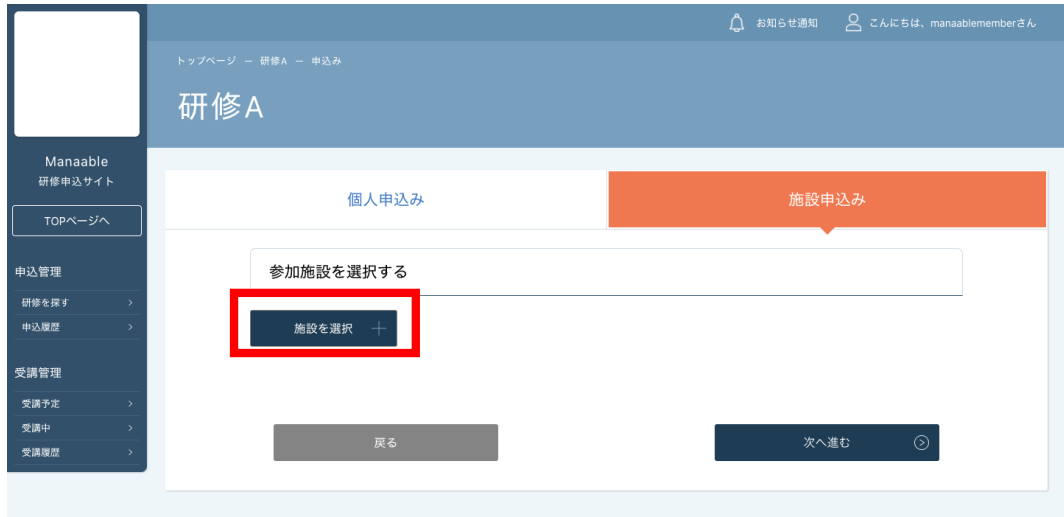 お知らせ通知
こんにちは、manaablememberさん
トップページ － 研修A － 申込み
研修A
Manaable
研修申込サイト
TOPページへ
申込管理
研修を探す
申込履歴
受講管理
受講予定
受講中
受講履歴
個人申込み
施設申込み
参加施設を選択する
施設を選択
戻る
次へ進む